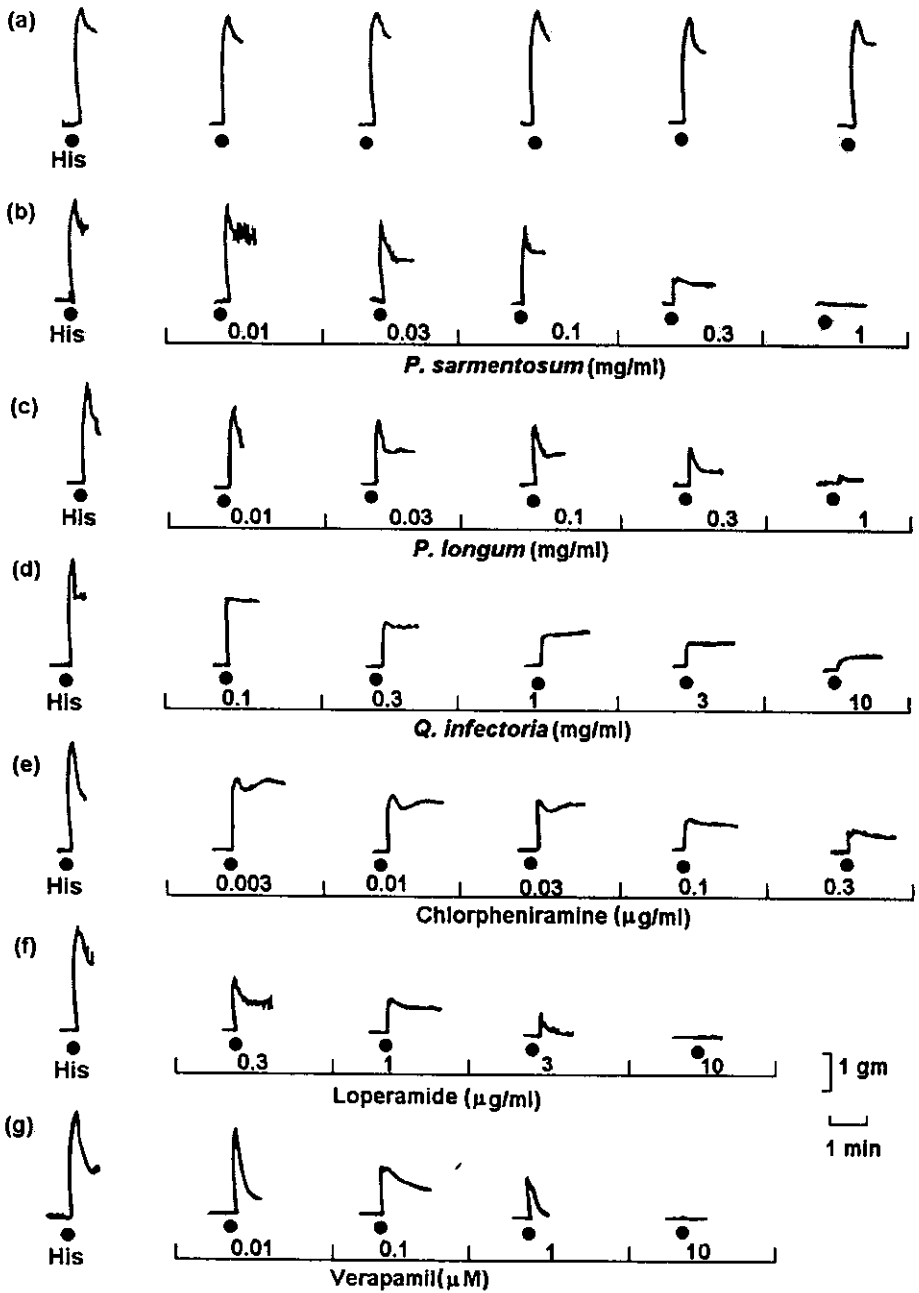 (a)
His
(b)
His
0.01 0.03 0.1 0.3 1
P. sarmentosum (mg/ml)
(c)
His
0.01 0.03 0.1 0.3 1
P. longum (mg/ml)
(d)
His
0.1 0.3 1 3 10
Q. infectoria (mg/ml)
(e)
His
0.003 0.01 0.03 0.1 0.3
Chlorpheniramine (μg/ml)
(f)
His
0.3 1 3 10
Loperamide (μg/ml)
1 gm
1 min
(g)
His
0.01 0.1 1 10
Verapamil(μM)